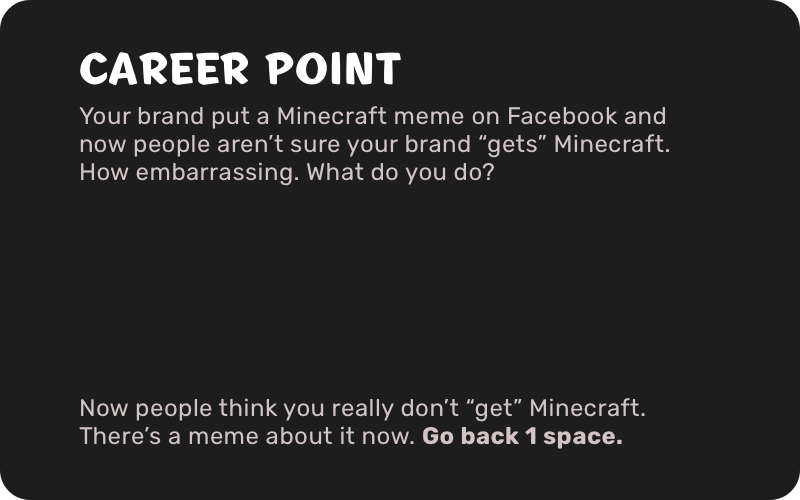 CAREER POINT
Your brand put a Minecraft meme on Facebook and
now people aren’t sure your brand “gets” Minecraft.
How embarrassing. What do you do?
Now people think you really don’t “get” Minecraft.
There’s a meme about it now. Go back 1 space.